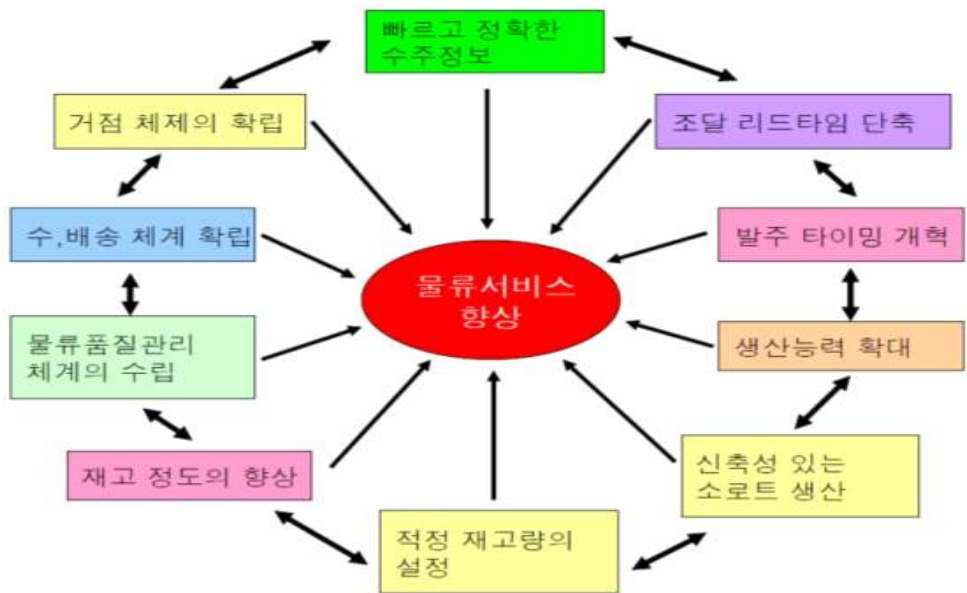 빠르고 정확한
수주정보
거점 체제의 확립
조달 리드타임 단축
수,배송 체계 확립
발주 타이밍 개혁
물류서비스
향상
물류품질관리
체계의 수립
생산능력 확대
재고 정도의 향상
신축성 있는
소로트 생산
적정 재고량의
설정